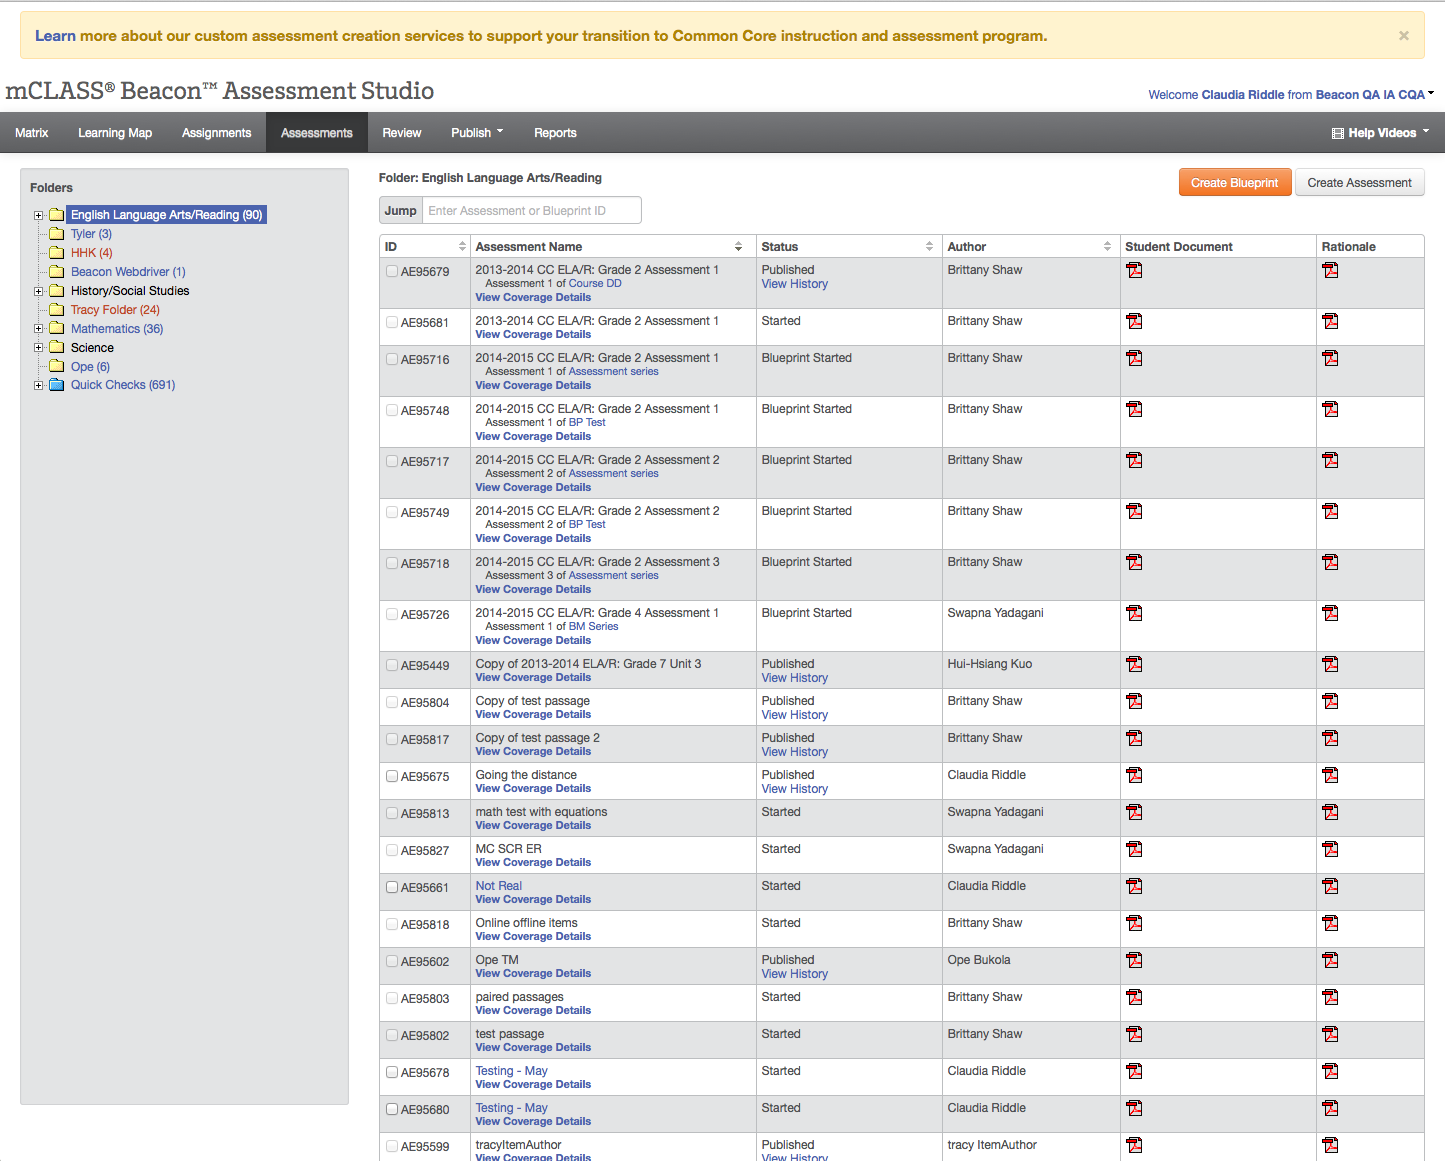 Learn more about our custom assessment creation services to support your transition to Common Core instruction and assessment program. ×
mCLASS® Beacon™ Assessment Studio
Welcome Claudia Riddle from Beacon QA IA CQA
Matrix Learning Map Assignments Assessments Review Publish Reports Help Videos
Folders
English Language Arts/Reading (90)
Tyler (3)
HHK (4)
Beacon Webdriver (1)
History/Social Studies
Tracy Folder (24)
Mathematics (36)
Science
Ope (6)
Quick Checks (691)
Folder: English Language Arts/Reading
Create Blueprint Create Assessment
Jump Enter Assessment or Blueprint ID
ID Assessment Name Status Author Student Document Rationale
AE95679 2013-2014 CC ELA/R: Grade 2 Assessment 1 Published Brittany Shaw
Assessment 1 of Course DD View History
View Coverage Details
AE95681 2013-2014 CC ELA/R: Grade 2 Assessment 1 Started Brittany Shaw
View Coverage Details
AE95716 2014-2015 CC ELA/R: Grade 2 Assessment 1 Blueprint Started Brittany Shaw
Assessment 1 of Assessment series
View Coverage Details
AE95748 2014-2015 CC ELA/R: Grade 2 Assessment 1 Blueprint Started Brittany Shaw
Assessment 1 of BP Test
View Coverage Details
AE95717 2014-2015 CC ELA/R: Grade 2 Assessment 2 Blueprint Started Brittany Shaw
Assessment 2 of Assessment series
View Coverage Details
AE95749 2014-2015 CC ELA/R: Grade 2 Assessment 2 Blueprint Started Brittany Shaw
Assessment 2 of BP Test
View Coverage Details
AE95718 2014-2015 CC ELA/R: Grade 2 Assessment 3 Blueprint Started Brittany Shaw
Assessment 3 of Assessment series
View Coverage Details
AE95726 2014-2015 CC ELA/R: Grade 4 Assessment 1 Blueprint Started Swapna Yadagani
Assessment 1 of BM Series
View Coverage Details
AE95449 Copy of 2013-2014 ELA/R: Grade 7 Unit 3 Published Hui-Hsiang Kuo
View Coverage Details View History
AE95804 Copy of test passage Published Brittany Shaw
View Coverage Details View History
AE95817 Copy of test passage 2 Published Brittany Shaw
View Coverage Details View History
AE95675 Going the distance Published Claudia Riddle
View Coverage Details View History
AE95813 math test with equations Started Swapna Yadagani
View Coverage Details
AE95827 MC SCR ER Started Swapna Yadagani
View Coverage Details
AE95661 Not Real Started Claudia Riddle
View Coverage Details
AE95818 Online offline items Started Brittany Shaw
View Coverage Details
AE95602 Ope TM Published Ope Bukola
View Coverage Details View History
AE95803 paired passages Started Brittany Shaw
View Coverage Details
AE95802 test passage Started Brittany Shaw
View Coverage Details
AE95678 Testing - May Started Claudia Riddle
View Coverage Details
AE95680 Testing - May Started Claudia Riddle
View Coverage Details
AE95599 tracyItemAuthor Published tracy ItemAuthor
View Coverage Details View History